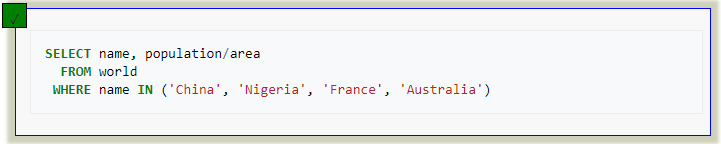 ✓
SELECT name, population/area
FROM world
WHERE name IN ('China', 'Nigeria', 'France', 'Australia')